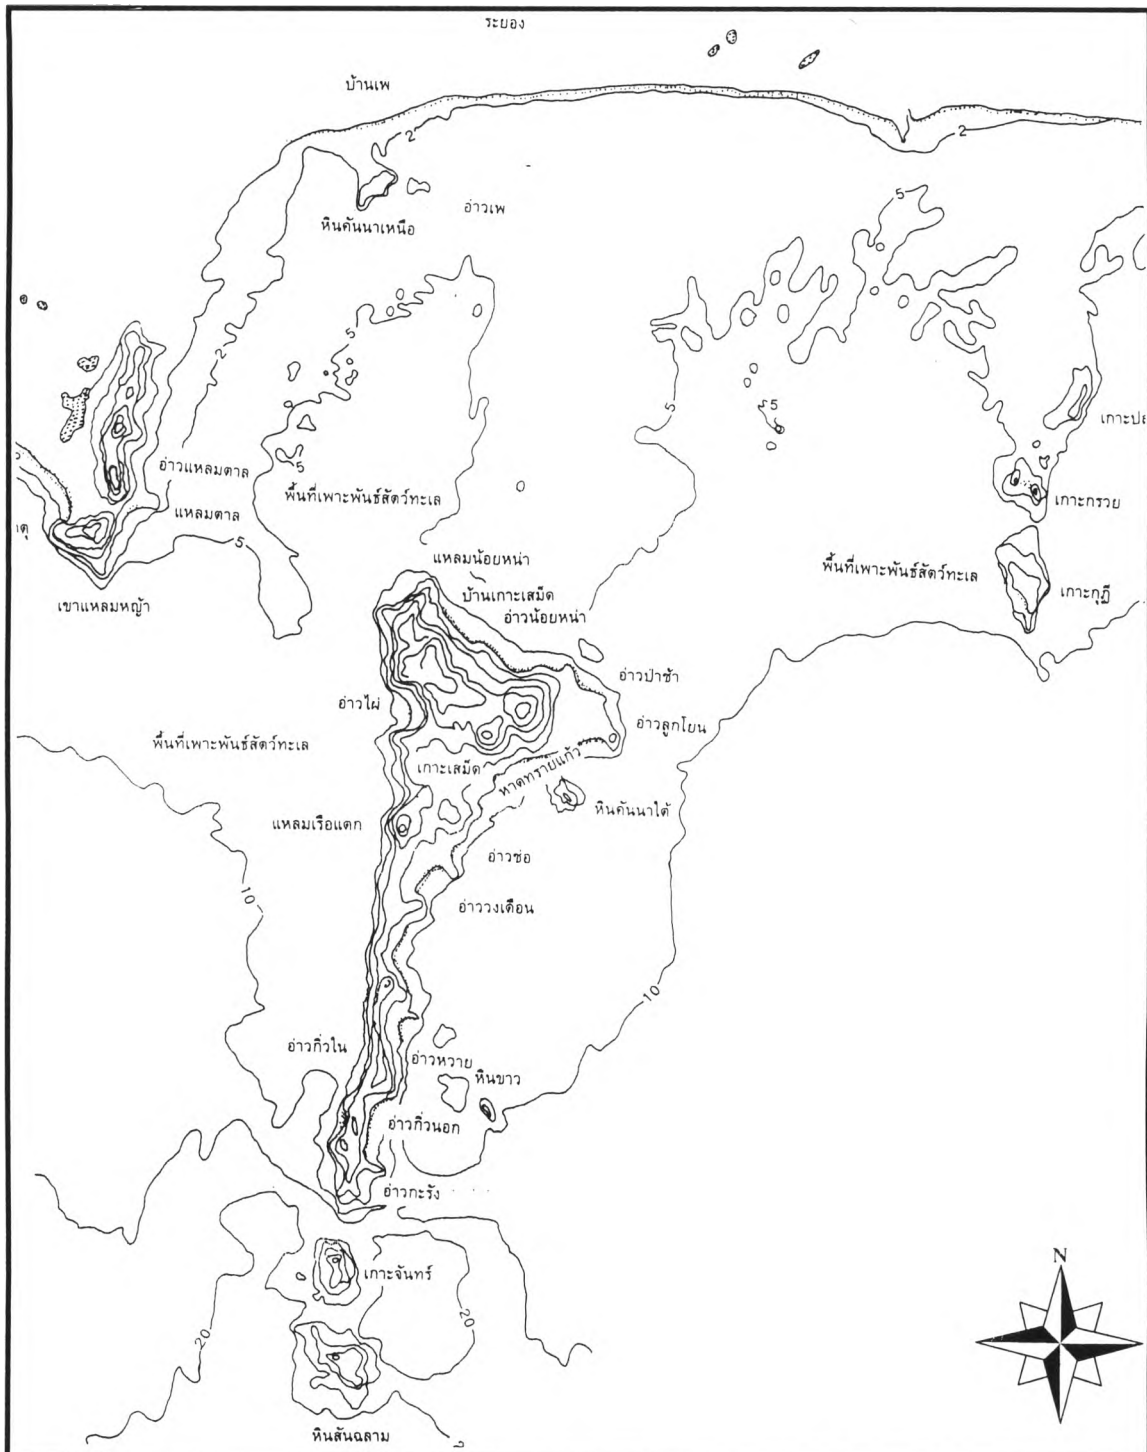 ระยอง
บ้านเพ
2
2
หินคันนาเหนือ
อ่าวเพ
5
5
2
5
5
5
เกาะปล
อ่าวแหลมตาล
แหลมตาล
พื้นที่เพาะพันธ์สัตว์ทะเล
เกาะกรวย
5
แหลมน้อยหน่า
บ้านเกาะเสม็ด
อ่าวน้อยหน่า
พื้นที่เพาะพันธ์สัตว์ทะเล
เกาะกุฎี
เขาแหลมหญ้า
อ่าวป่าช้า
อ่าวไผ่
อ่าวลูกโยน
พื้นที่เพาะพันธ์สัตว์ทะเล
เกาะเสม็ด
หาดทรายแก้ว
หินคันนาใต้
แหลมเรือแตก
อ่าวช่อ
10
อ่าววงเดือน
10
อ่าวกิ่วใน
อ่าวหวาย
หินขาว
อ่าวกิ่วนอก
อ่าวกะรัง
เกาะจันทร์
N
20
20
หินสันฉลาม